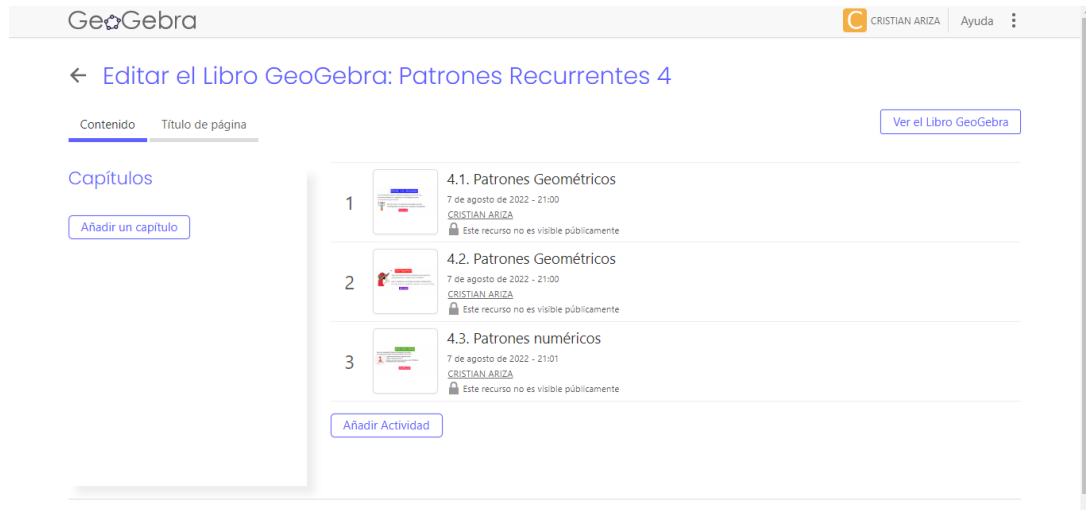 GeoGebra
C CRISTIAN ARIZA Ayuda
← Editar el Libro GeoGebra: Patrones Recurrentes 4
Contenido Título de página
Ver el Libro GeoGebra
Capítulos
Añadir un capítulo
1
4.1. Patrones Geométricos
7 de agosto de 2022 - 21:00
CRISTIAN ARIZA
Este recurso no es visible públicamente
2
4.2. Patrones Geométricos
7 de agosto de 2022 - 21:00
CRISTIAN ARIZA
Este recurso no es visible públicamente
3
4.3. Patrones numéricos
7 de agosto de 2022 - 21:01
CRISTIAN ARIZA
Este recurso no es visible públicamente
Añadir Actividad